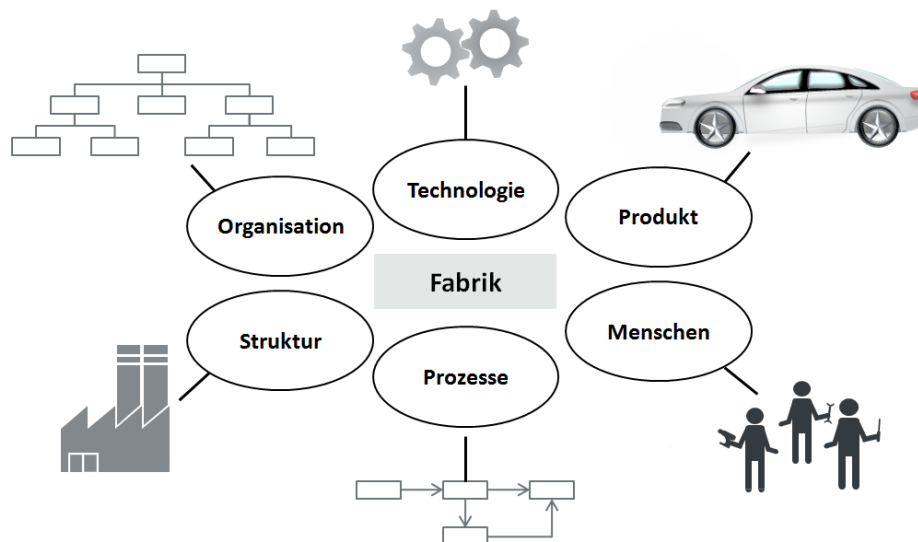 Technologie
Organisation
Produkt
Fabrik
Struktur
Menschen
Prozesse